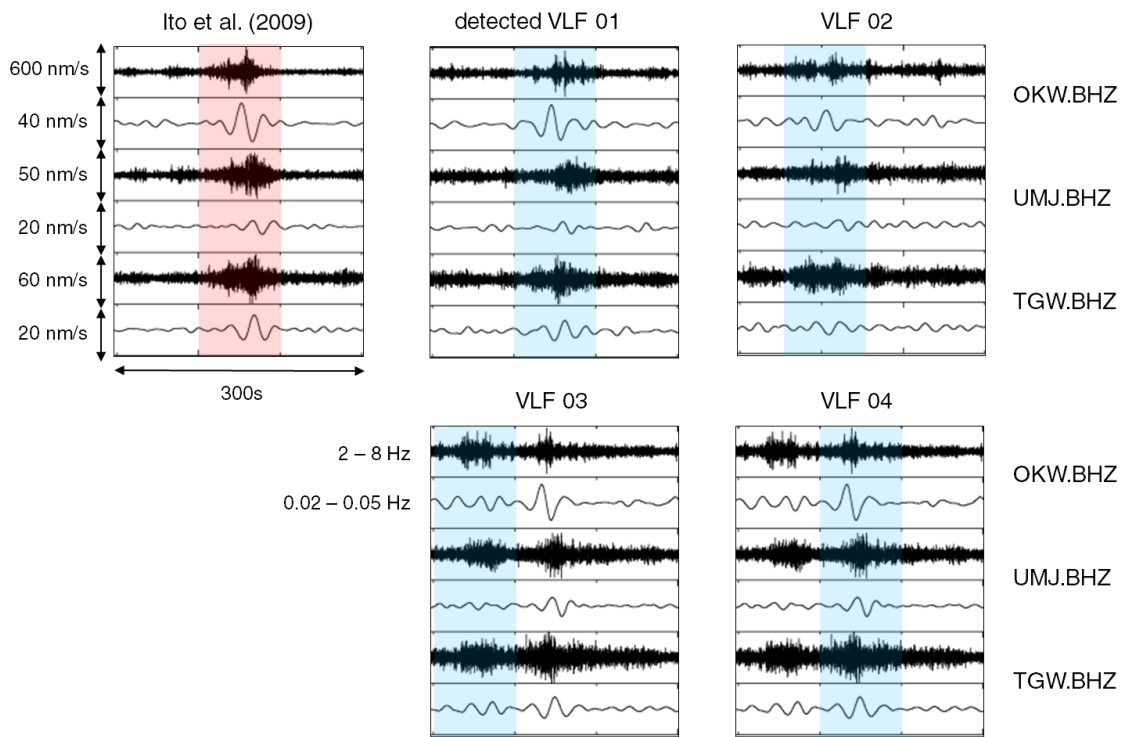 Ito et al. (2009)
detected VLF 01
VLF 02
600 nm/s
OKW.BHZ
40 nm/s
50 nm/s
UMJ.BHZ
20 nm/s
60 nm/s
TGW.BHZ
20 nm/s
300s
VLF 03
VLF 04
2 – 8 Hz
OKW.BHZ
0.02 – 0.05 Hz
UMJ.BHZ
TGW.BHZ